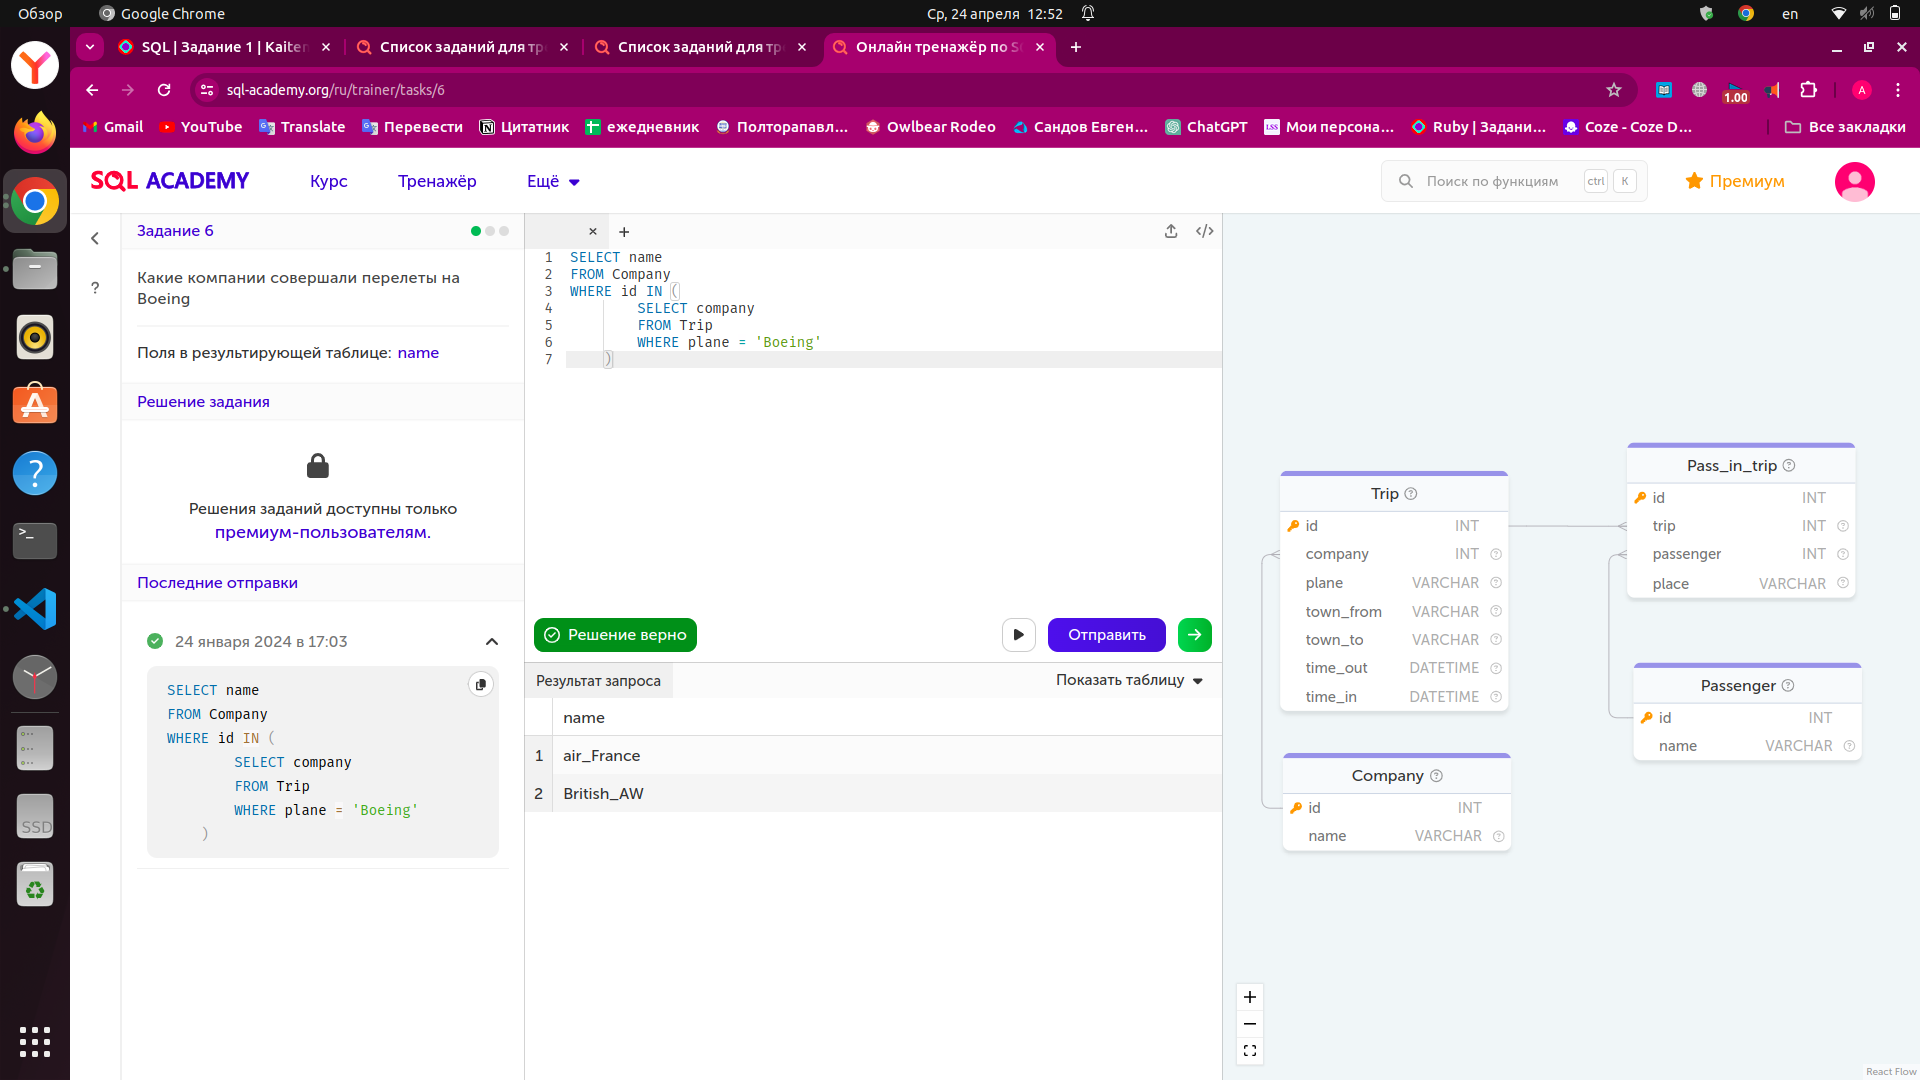 Обзор
Google Chrome
Ср, 24 апреля 12:52
en
SQL | Задание 1 | Kaiten
Список заданий для тр
Список заданий для тр
Онлайн тренажёр по S
sql-academy.org/ru/trainer/tasks/6
1.00
A
Gmail
YouTube
Translate
Перевести
Цитатник
ежедневник
Полторапавл...
Owlbear Rodeo
Сандов Евген...
ChatGPT
Мои персона...
Ruby | Задани...
Coze - Coze D...
Все закладки
SQL ACADEMY
Курс
Тренажёр
Ещё
Поиск по функциям
ctrl
K
Премиум
Задание 6
?
Какие компании совершали перелеты на
Boeing
Поля в результирующей таблице: name
Решение задания
Решения заданий доступны только
премиум-пользователям.
Последние отправки
24 января 2024 в 17:03
SELECT name
FROM Company
WHERE id IN (
SELECT company
FROM Trip
WHERE plane = 'Boeing'
)
1 SELECT name
2 FROM Company
3 WHERE id IN (
4 SELECT company
5 FROM Trip
6 WHERE plane = 'Boeing'
7 )
Решение верно
Отправить
Результат запроса
Показать таблицу
name
1 air_France
2 British_AW
Trip
id INT
company INT
plane VARCHAR
town_from VARCHAR
town_to VARCHAR
time_out DATETIME
time_in DATETIME
Company
id INT
name VARCHAR
Pass_in_trip
id INT
trip INT
passenger INT
place VARCHAR
Passenger
id INT
name VARCHAR
React Flow
SSD